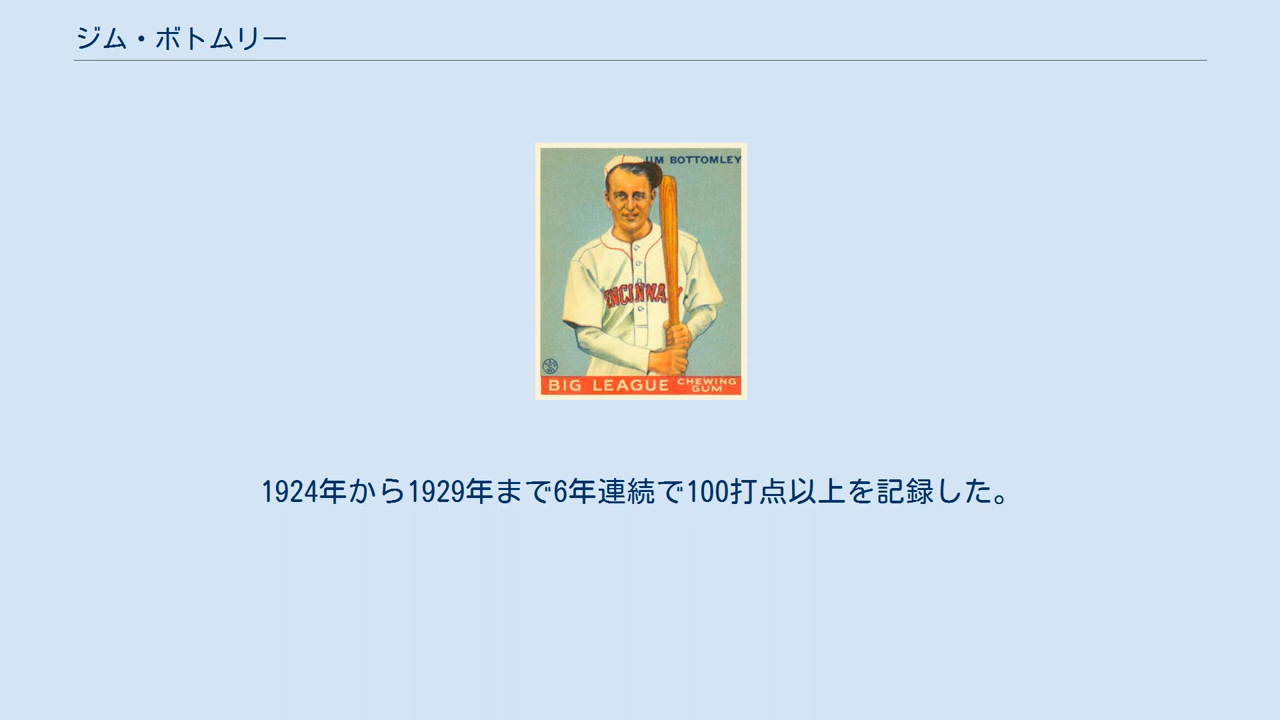 ジム・ボトムリー
JIM BOTTOMLEY
CINCINNATI
BIG LEAGUE CHEWING GUM
1924年から1929年まで6年連続で100打点以上を記録した。